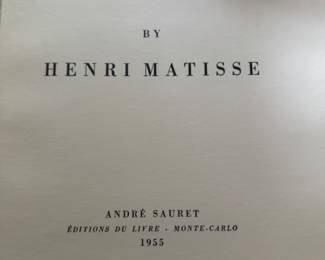 BY
HENRI MATISSE
ANDRÉ SAURET
ÉDITIONS DU LIVRE - MONTE-CARLO
1955